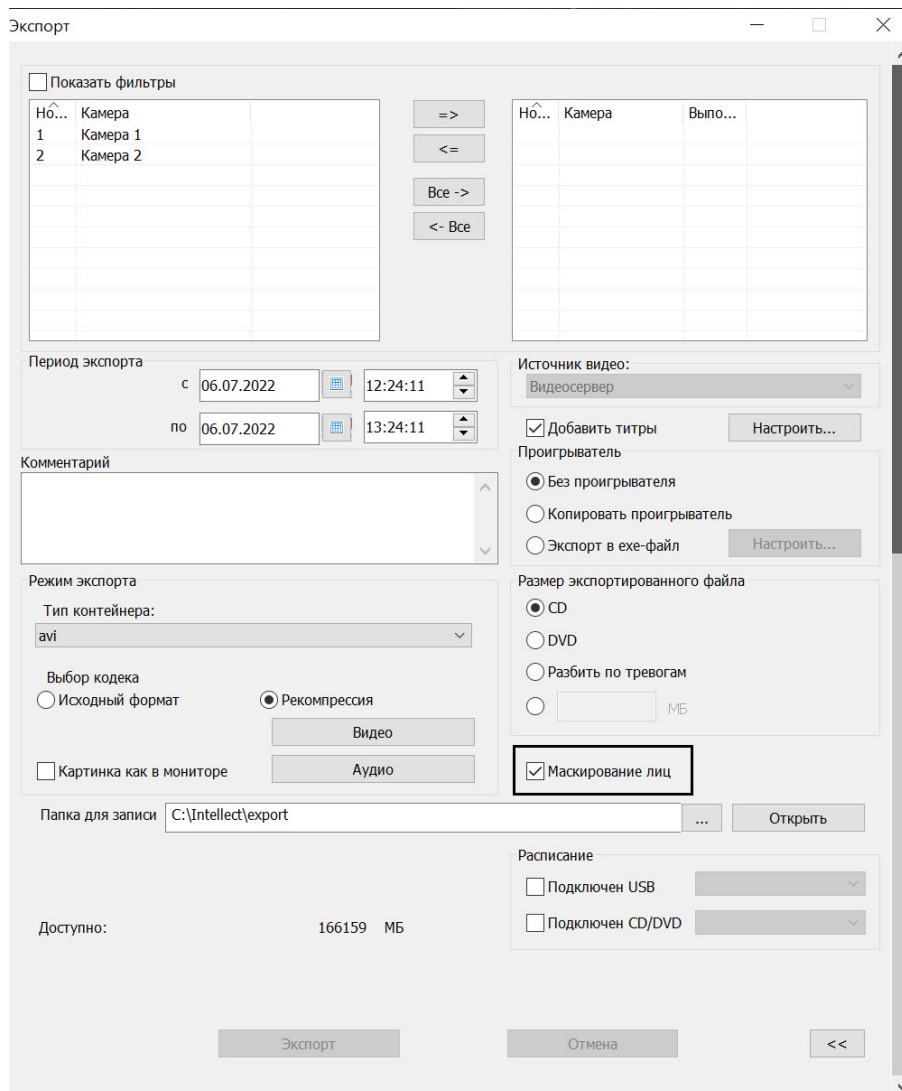 Экспорт
Показать фильтры
Но... Камера
1 Камера 1
2 Камера 2
=>
<=
Все ->
<- Все
Но... Камера Выпо...
Период экспорта
с 06.07.2022 12:24:11
по 06.07.2022 13:24:11
Источник видео:
Видеосервер
Добавить титры Настроить...
Комментарий
Проигрыватель
Без проигрывателя
Копировать проигрыватель
Экспорт в exe-файл Настроить...
Режим экспорта
Тип контейнера:
avi
Выбор кодека
Исходный формат Рекомпрессия
Видео
Картинка как в мониторе Аудио
Размер экспортированного файла
CD
DVD
Разбить по тревогам
МБ
Маскирование лиц
Папка для записи C:\Intellect\export ... Открыть
Расписание
Подключен USB
Подключен CD/DVD
Доступно: 166159 МБ
Экспорт Отмена <<